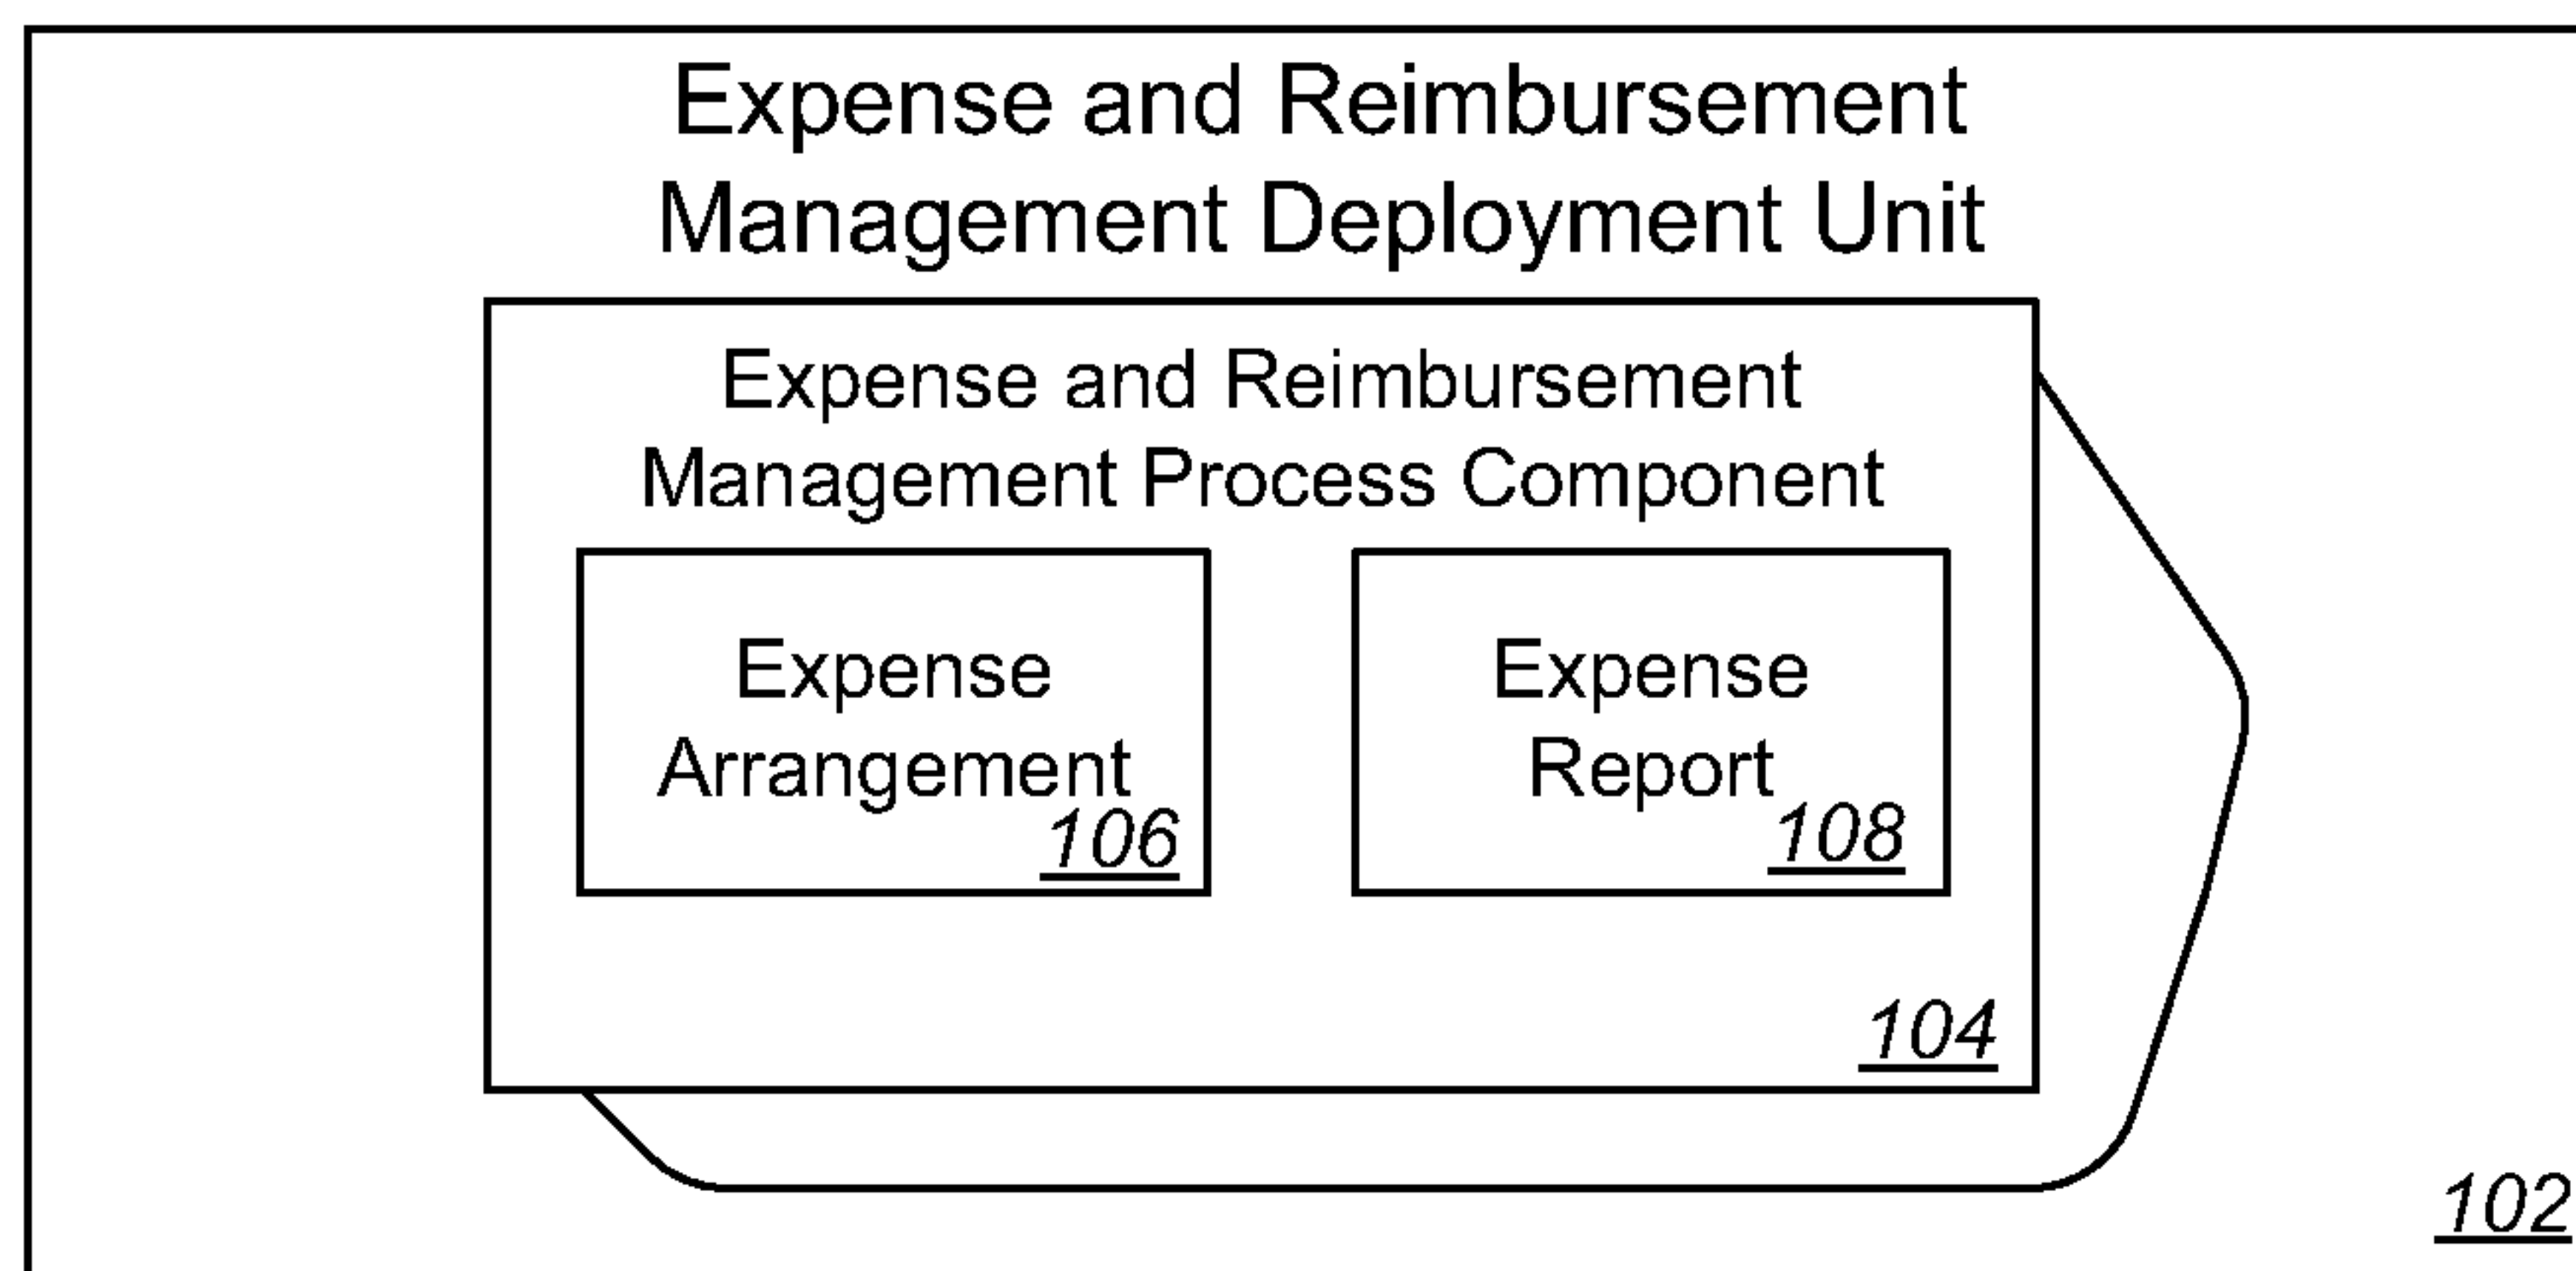 Expense and Reimbursement
Management Deployment Unit
Expense and Reimbursement
Management Process Component
Expense
Arrangement
106
Expense
Report
108
104
102